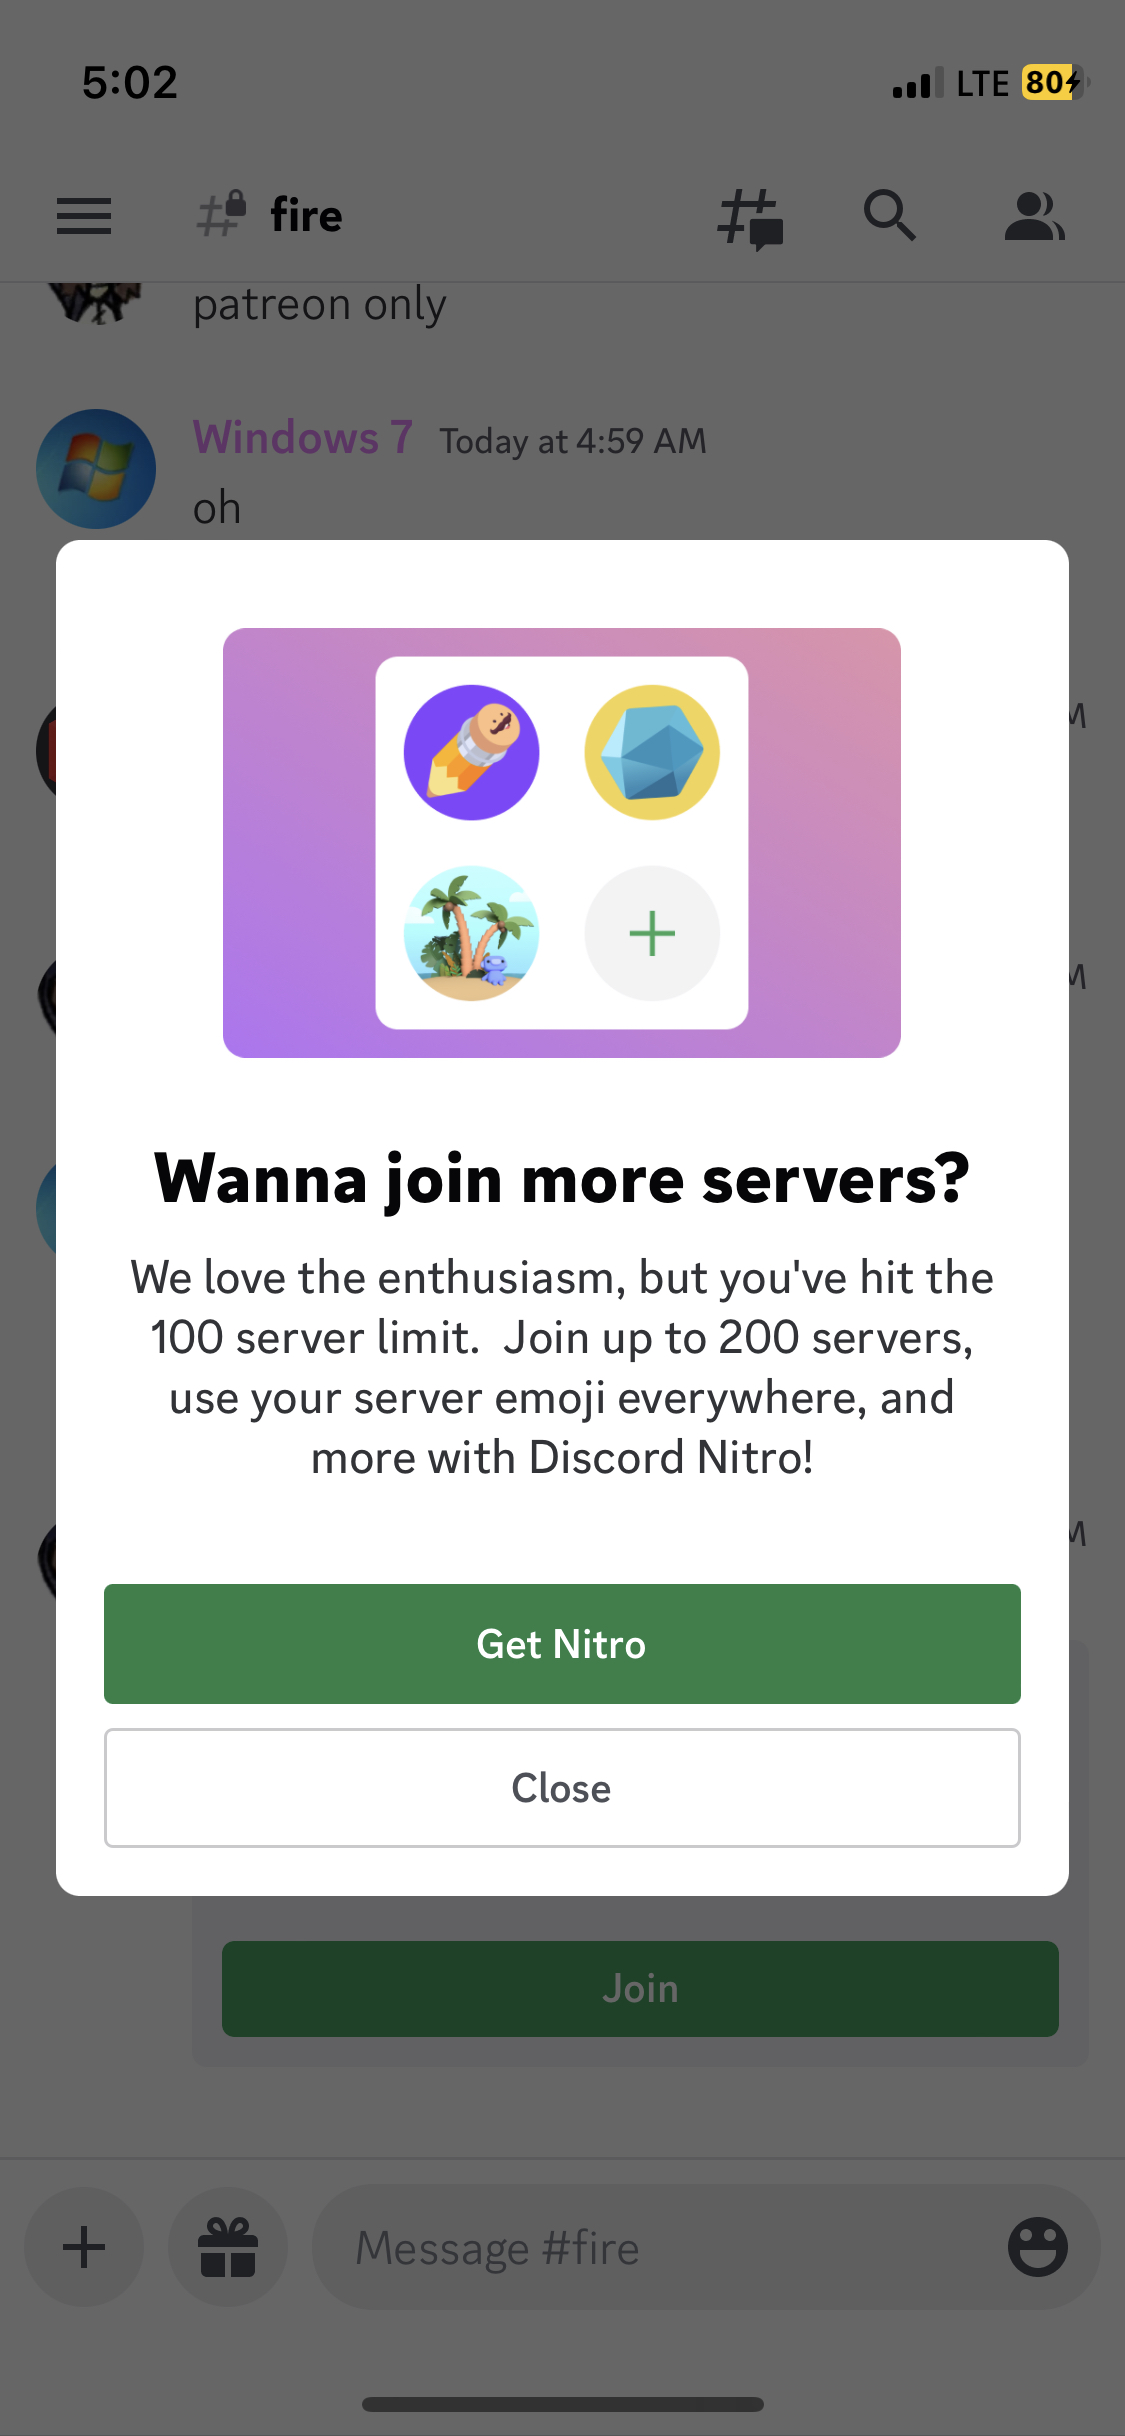 5:02
LTE 80
fire
patreon only
Windows 7 Today at 4:59 AM
oh
M
M
Wanna join more servers?
We love the enthusiasm, but you've hit the
100 server limit.  Join up to 200 servers,
use your server emoji everywhere, and
more with Discord Nitro!
M
Get Nitro
Close
Join
Message #fire